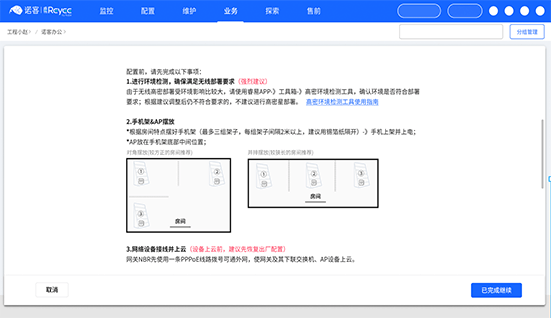 诺客 Rcycc
监控 配置 维护 业务 探索 售前
工程小赵 > / 诺客办公 >
分组管理
配置前，请先完成以下事项：
1.进行环境检测，确保满足无线部署要求（强烈建议）
由于无线高密部署受环境影响比较大，请使用睿易APP-》工具箱-》高密环境检测工具，确认环境是否符合部署
要求；根据建议调整后仍不符合要求的，不建议进行高密星部署。 高密环境检测工具使用指南
2.手机架&AP摆放
*根据房间特点摆好手机架（最多三组架子，每组架子间隔2米以上，建议用锡箔纸隔开）-》手机上架并上电；
*AP放在手机架底部中间位置；
对角摆放(较方正的房间推荐)
并排摆放(较狭长的房间推荐)
① ②
③
房间
① ② ③
房间
3.网络设备接线并上云（设备上云前，建议先恢复出厂配置）
网关NBR先使用一条PPPoE线路拨号可通外网，使网关及其下联交换机、AP设备上云。
取消
已完成继续